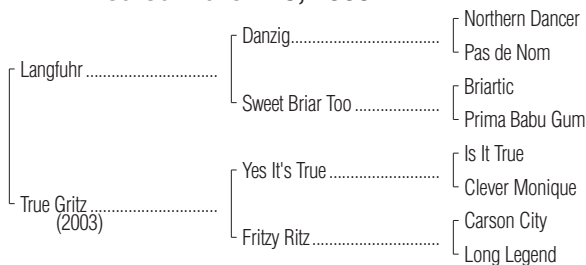 Northern Dancer
Danzig
Pas de Nom
Langfuhr
Briartic
Sweet Briar Too
Prima Babu Gum
Is It True
Yes It's True
Clever Monique
True Gritz
(2003)
Carson City
Fritzy Ritz
Long Legend